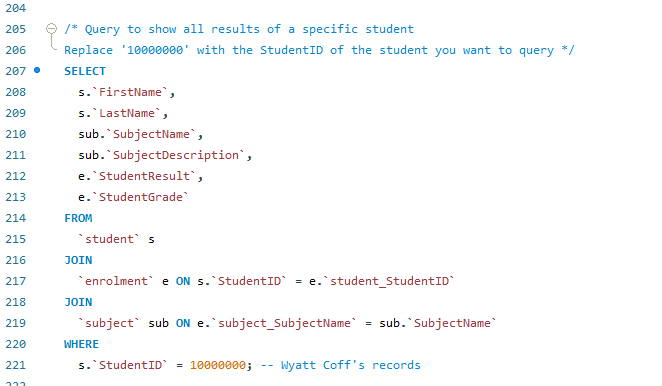 204
205 /* Query to show all results of a specific student
206 Replace '10000000' with the StudentID of the student you want to query */
207 SELECT
208 s.`FirstName`,
209 s.`LastName`,
210 sub.`SubjectName`,
211 sub.`SubjectDescription`,
212 e.`StudentResult`,
213 e.`StudentGrade`
214 FROM
215 `student` s
216 JOIN
217 `enrolment` e ON s.`StudentID` = e.`student_StudentID`
218 JOIN
219 `subject` sub ON e.`subject_SubjectName` = sub.`SubjectName`
220 WHERE
221 s.`StudentID` = 10000000; -- Wyatt Coff's records
222